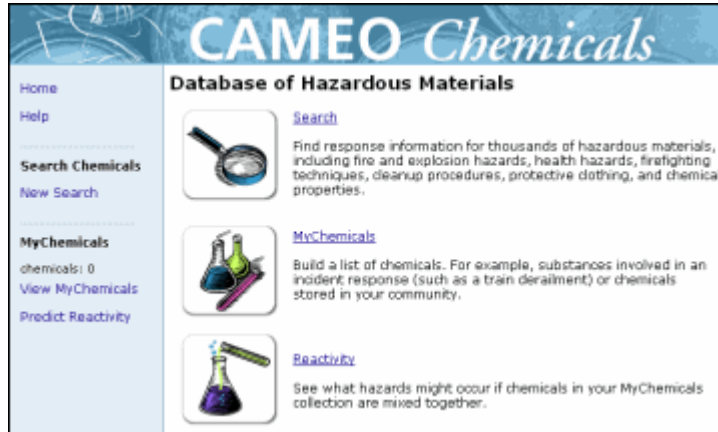 CAMEO Chemicals
Home
Help
Search Chemicals
New Search
MyChemicals
chemicals: 0
View MyChemicals
Predict Reactivity
Database of Hazardous Materials
Search
Find response information for thousands of hazardous materials,
including fire and explosion hazards, health hazards, firefighting
techniques, cleanup procedures, protective clothing, and chemica
properties.
MyChemicals
Build a list of chemicals. For example, substances involved in an
incident response (such as a train derailment) or chemicals
stored in your community.
Reactivity
See what hazards might occur if chemicals in your MyChemicals
collection are mixed together.